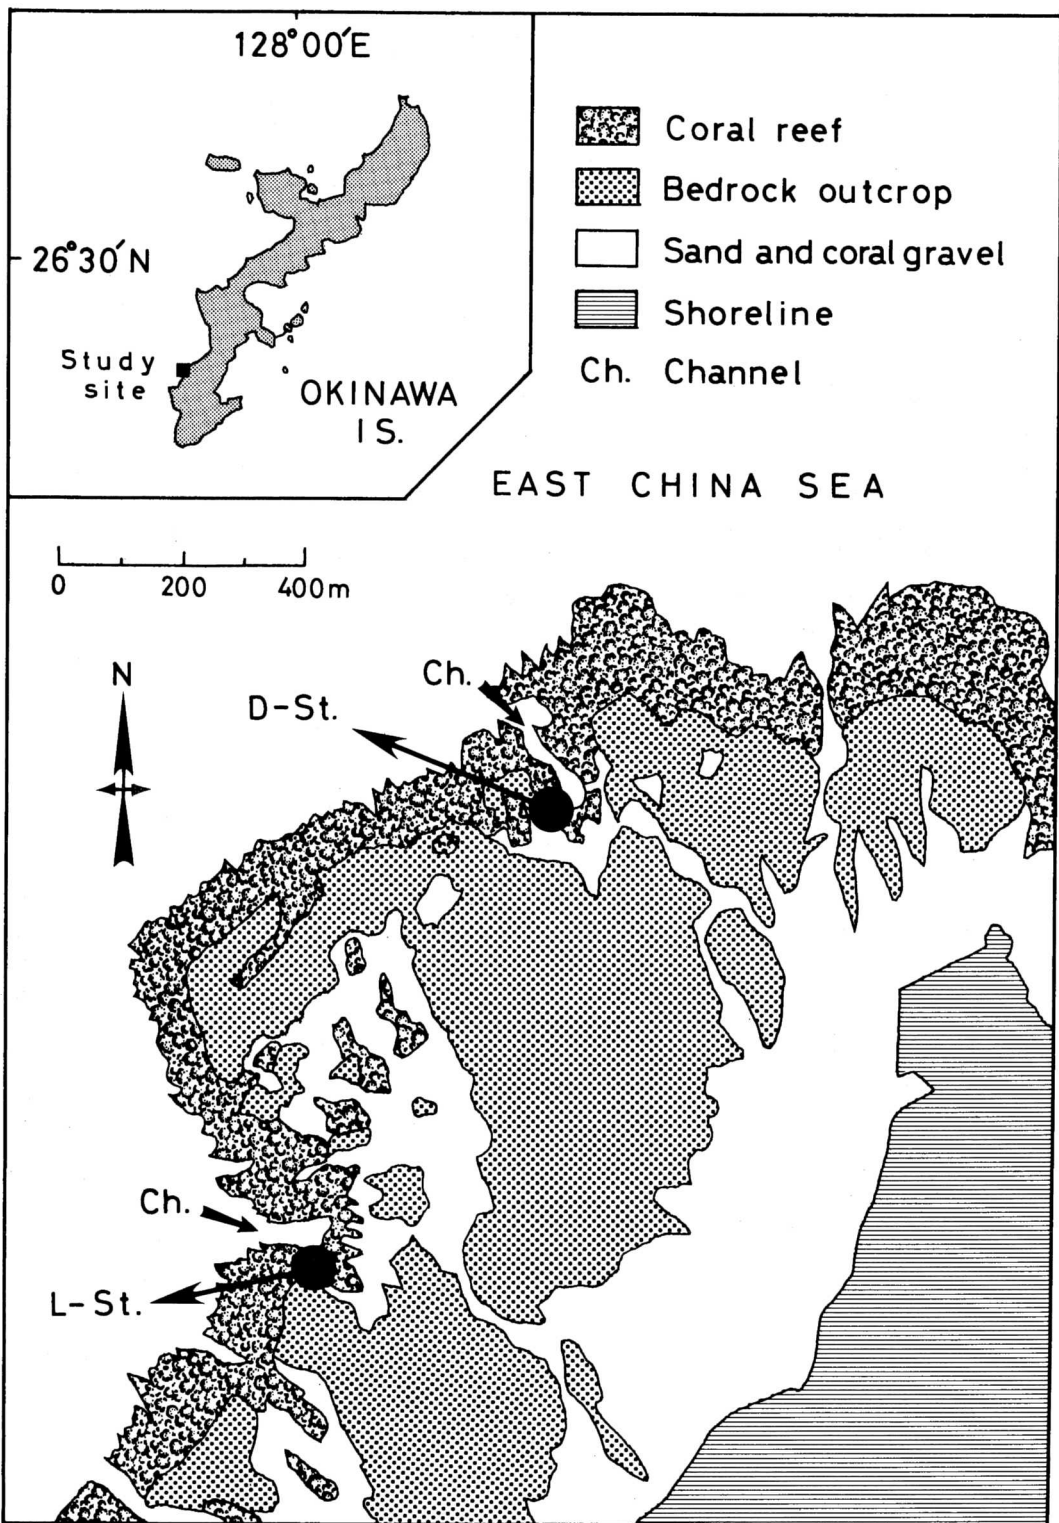 128°00′E
26°30′N
Study
site
OKINAWA
IS.
Coral reef
Bedrock outcrop
Sand and coral gravel
Shoreline
Ch. Channel
EAST CHINA SEA
0 200 400m
N
Ch.
D-St.
Ch.
L-St.